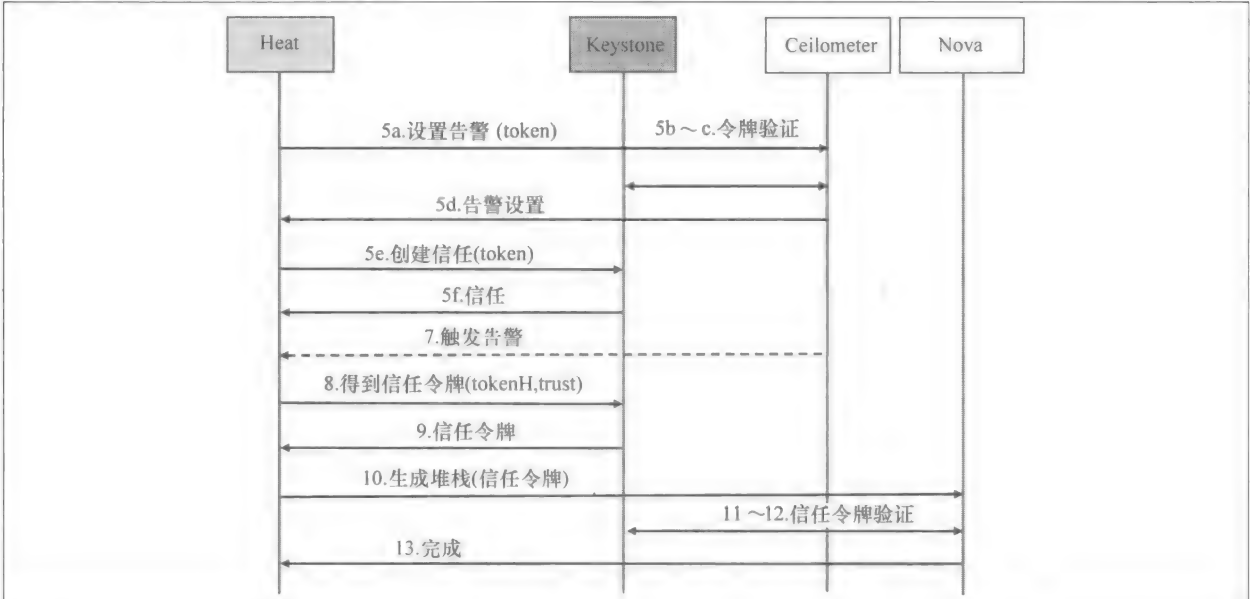 Heat
Keystone
Ceilometer
Nova
5a.设置告警 (token)
5b～c.令牌验证
5d.告警设置
5e.创建信任(token)
5f.信任
7.触发告警
8.得到信任令牌(tokenH,trust)
9.信任令牌
10.生成堆栈(信任令牌)
11～12.信任令牌验证
13.完成